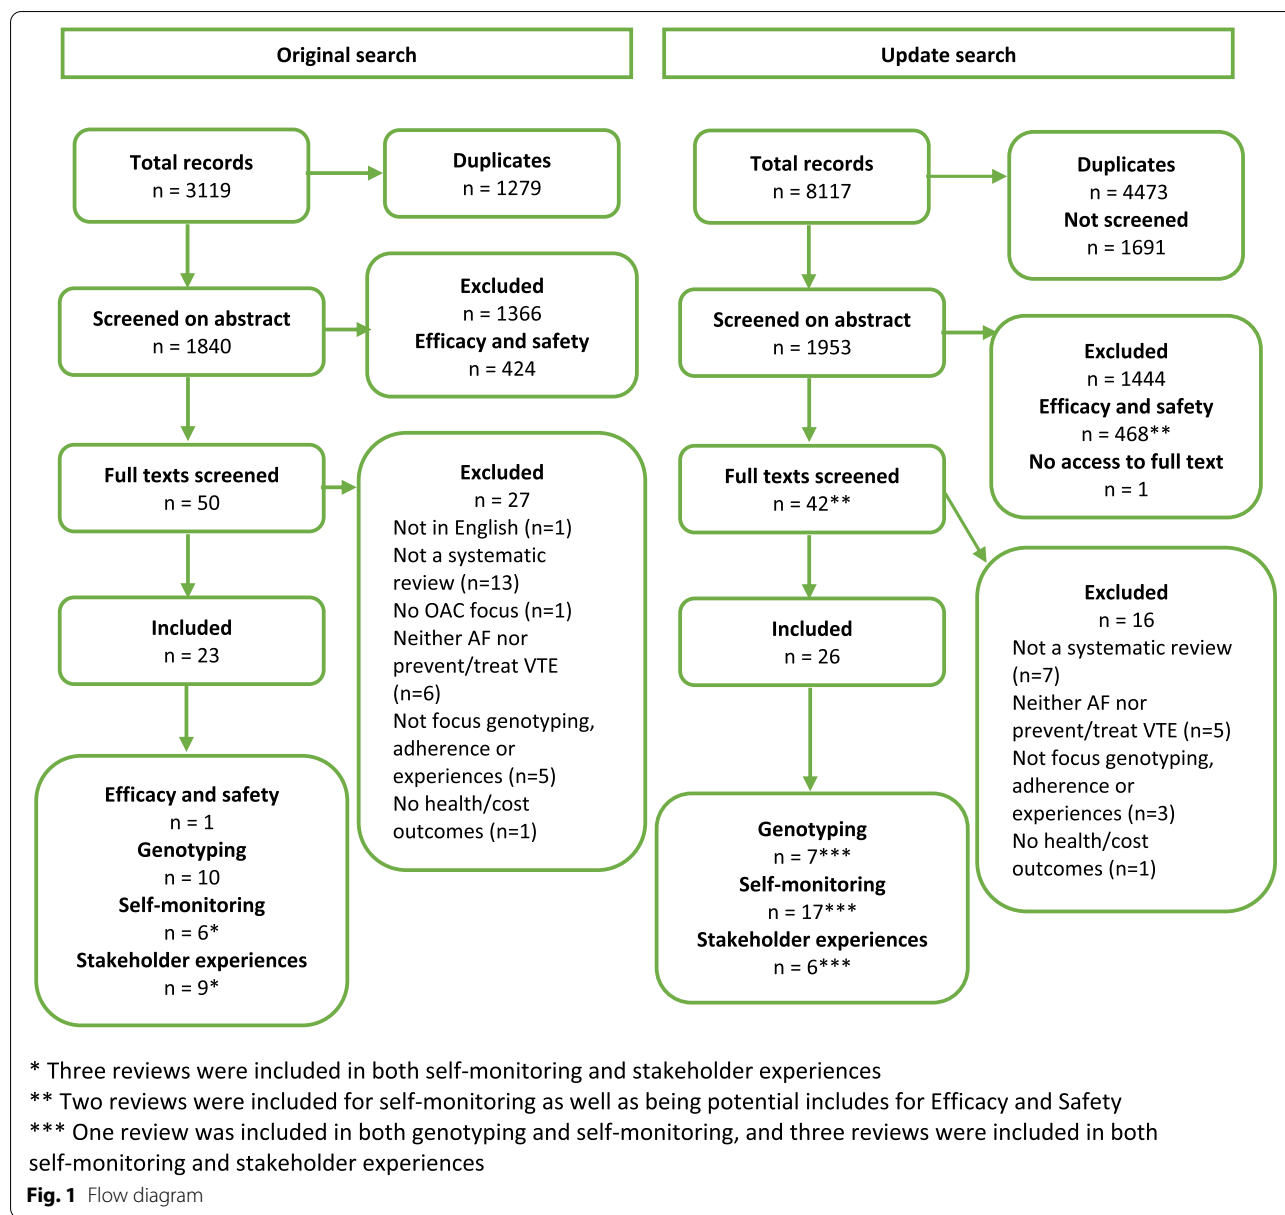 Original search
Total records
n = 3119
Duplicates
n = 1279
Screened on abstract
n = 1840
Excluded
n = 1366
Efficacy and safety
n = 424
Full texts screened
n = 50
Excluded
n = 27
Not in English (n=1)
Not a systematic
review (n=13)
No OAC focus (n=1)
Neither AF nor
prevent/treat VTE
(n=6)
Not focus genotyping,
adherence or
experiences (n=5)
No health/cost
outcomes (n=1)
Included
n = 23
Efficacy and safety
n = 1
Genotyping
n = 10
Self-monitoring
n = 6*
Stakeholder experiences
n = 9*
Update search
Total records
n = 8117
Duplicates
n = 4473
Not screened
n = 1691
Screened on abstract
n = 1953
Excluded
n = 1444
Efficacy and safety
n = 468**
No access to full text
n = 1
Full texts screened
n = 42**
Excluded
n = 16
Not a systematic review
(n=7)
Neither AF nor
prevent/treat VTE (n=5)
Not focus genotyping,
adherence or
experiences (n=3)
No health/cost
outcomes (n=1)
Included
n = 26
Genotyping
n = 7***
Self-monitoring
n = 17***
Stakeholder experiences
n = 6***
* Three reviews were included in both self-monitoring and stakeholder experiences
** Two reviews were included for self-monitoring as well as being potential includes for Efficacy and Safety
*** One review was included in both genotyping and self-monitoring, and three reviews were included in both
self-monitoring and stakeholder experiences
Fig. 1 Flow diagram